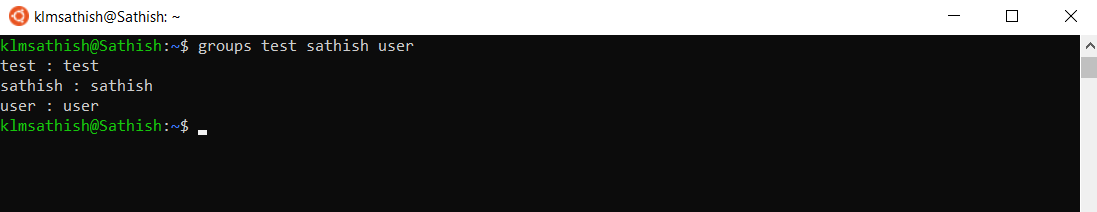 klmsathish@Sathish: ~
klmsathish@Sathish:~$ groups test sathish user
test : test
sathish : sathish
user : user
klmsathish@Sathish:~$